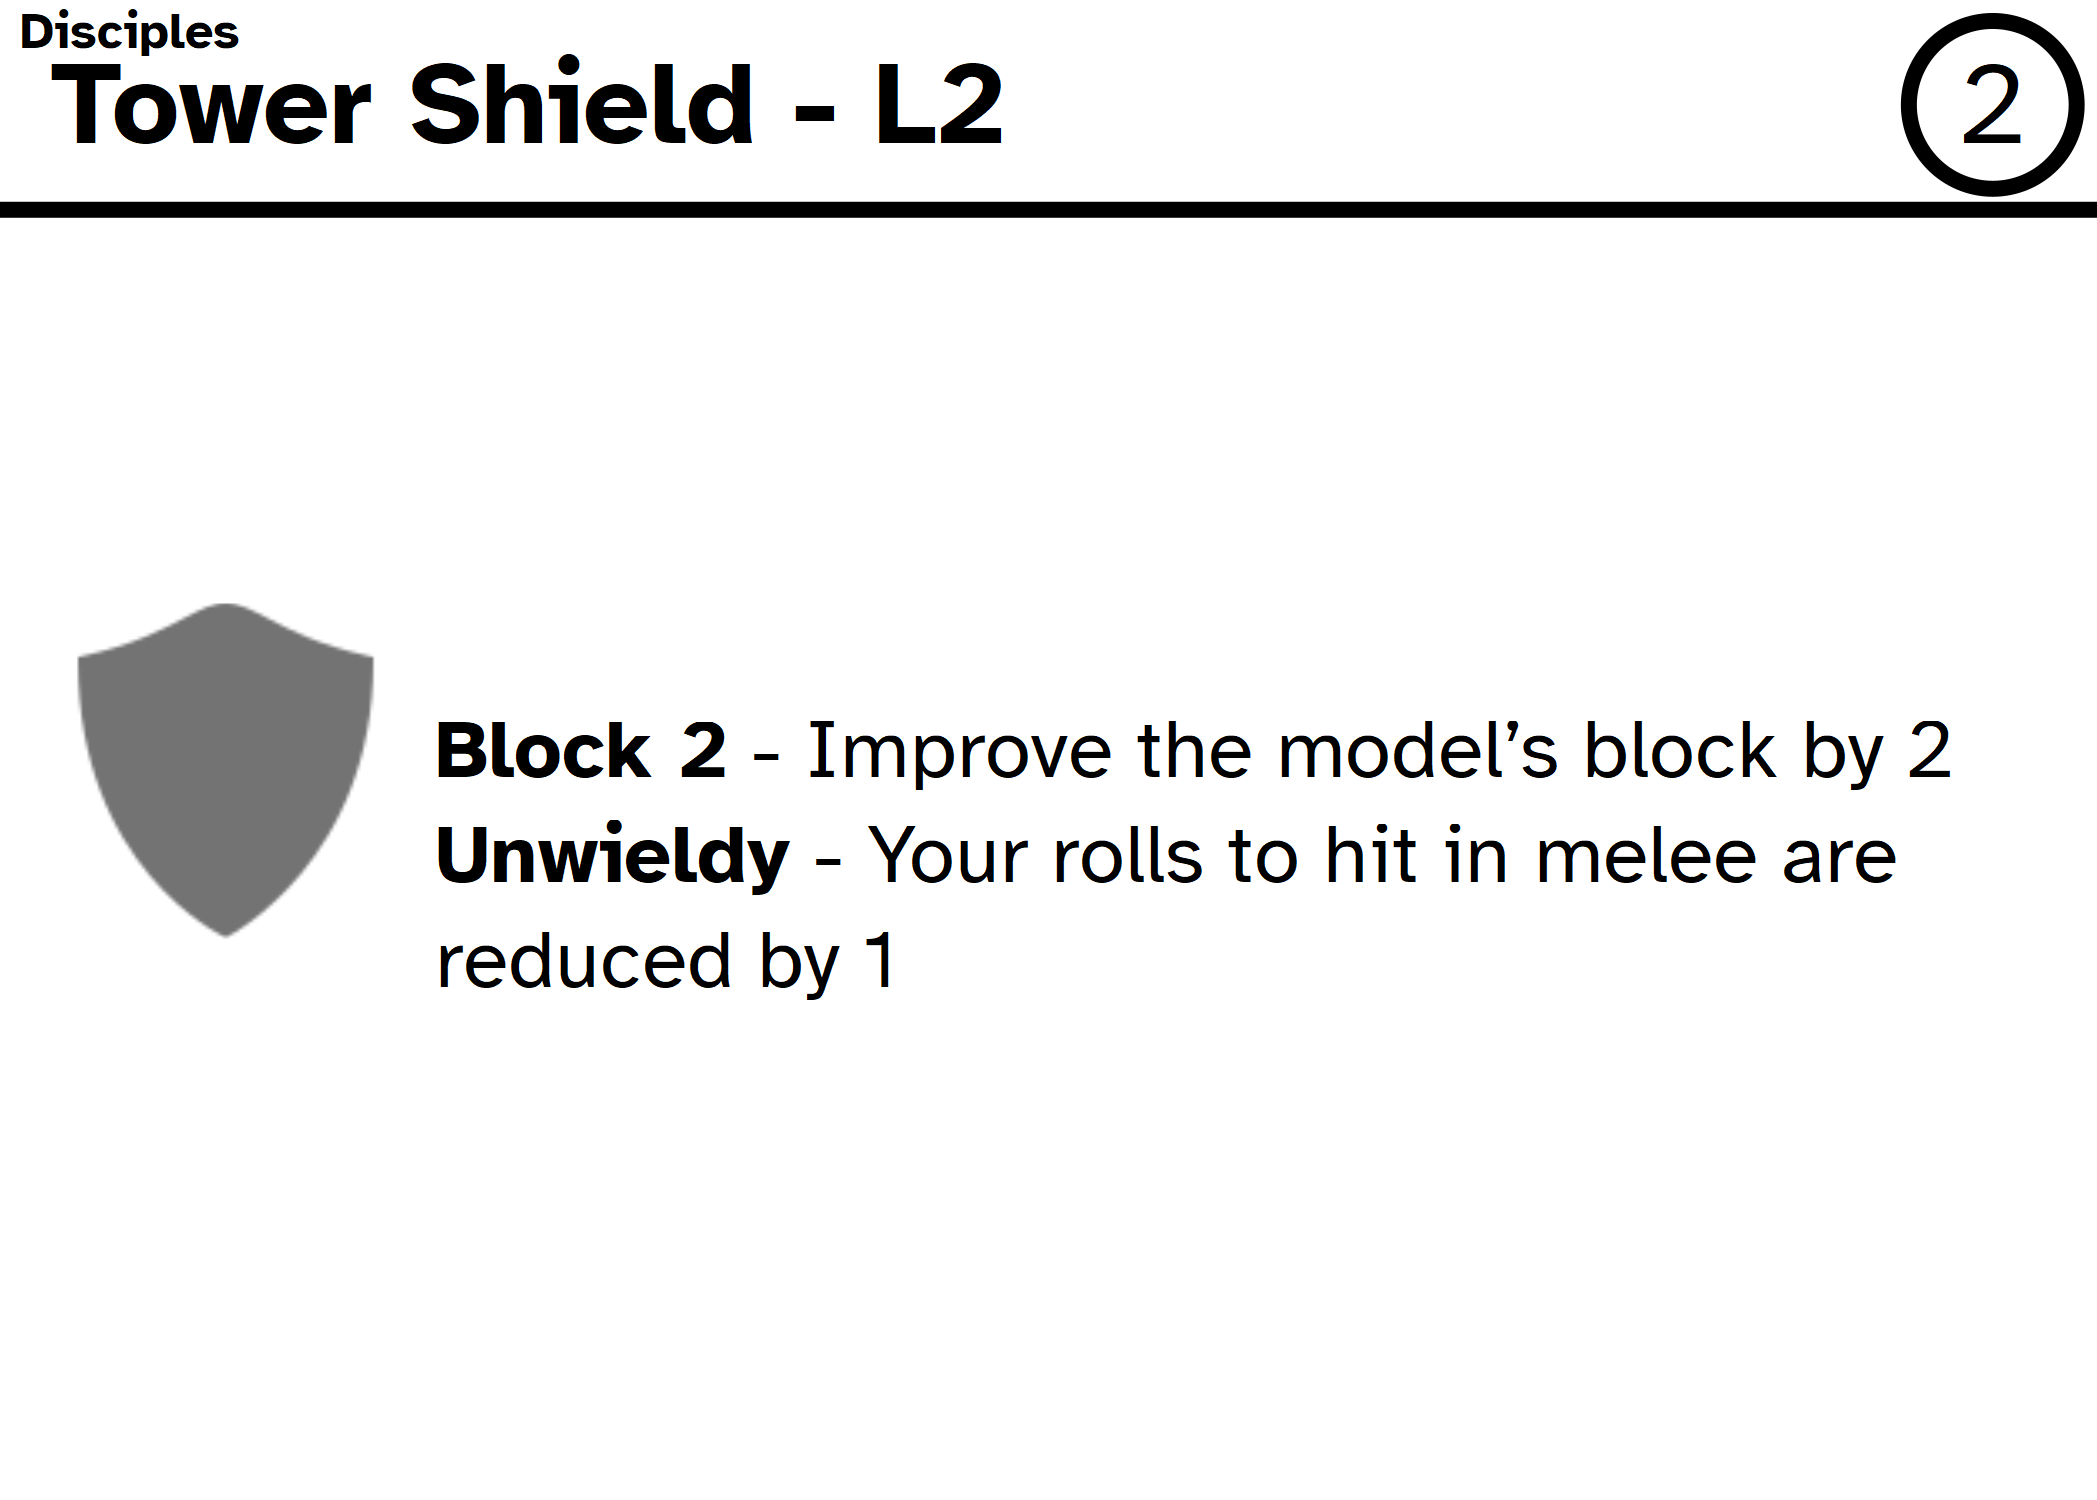 Disciples
Tower Shield - L2
2
Block 2 - Improve the model’s block by 2
Unwieldy - Your rolls to hit in melee are
reduced by 1